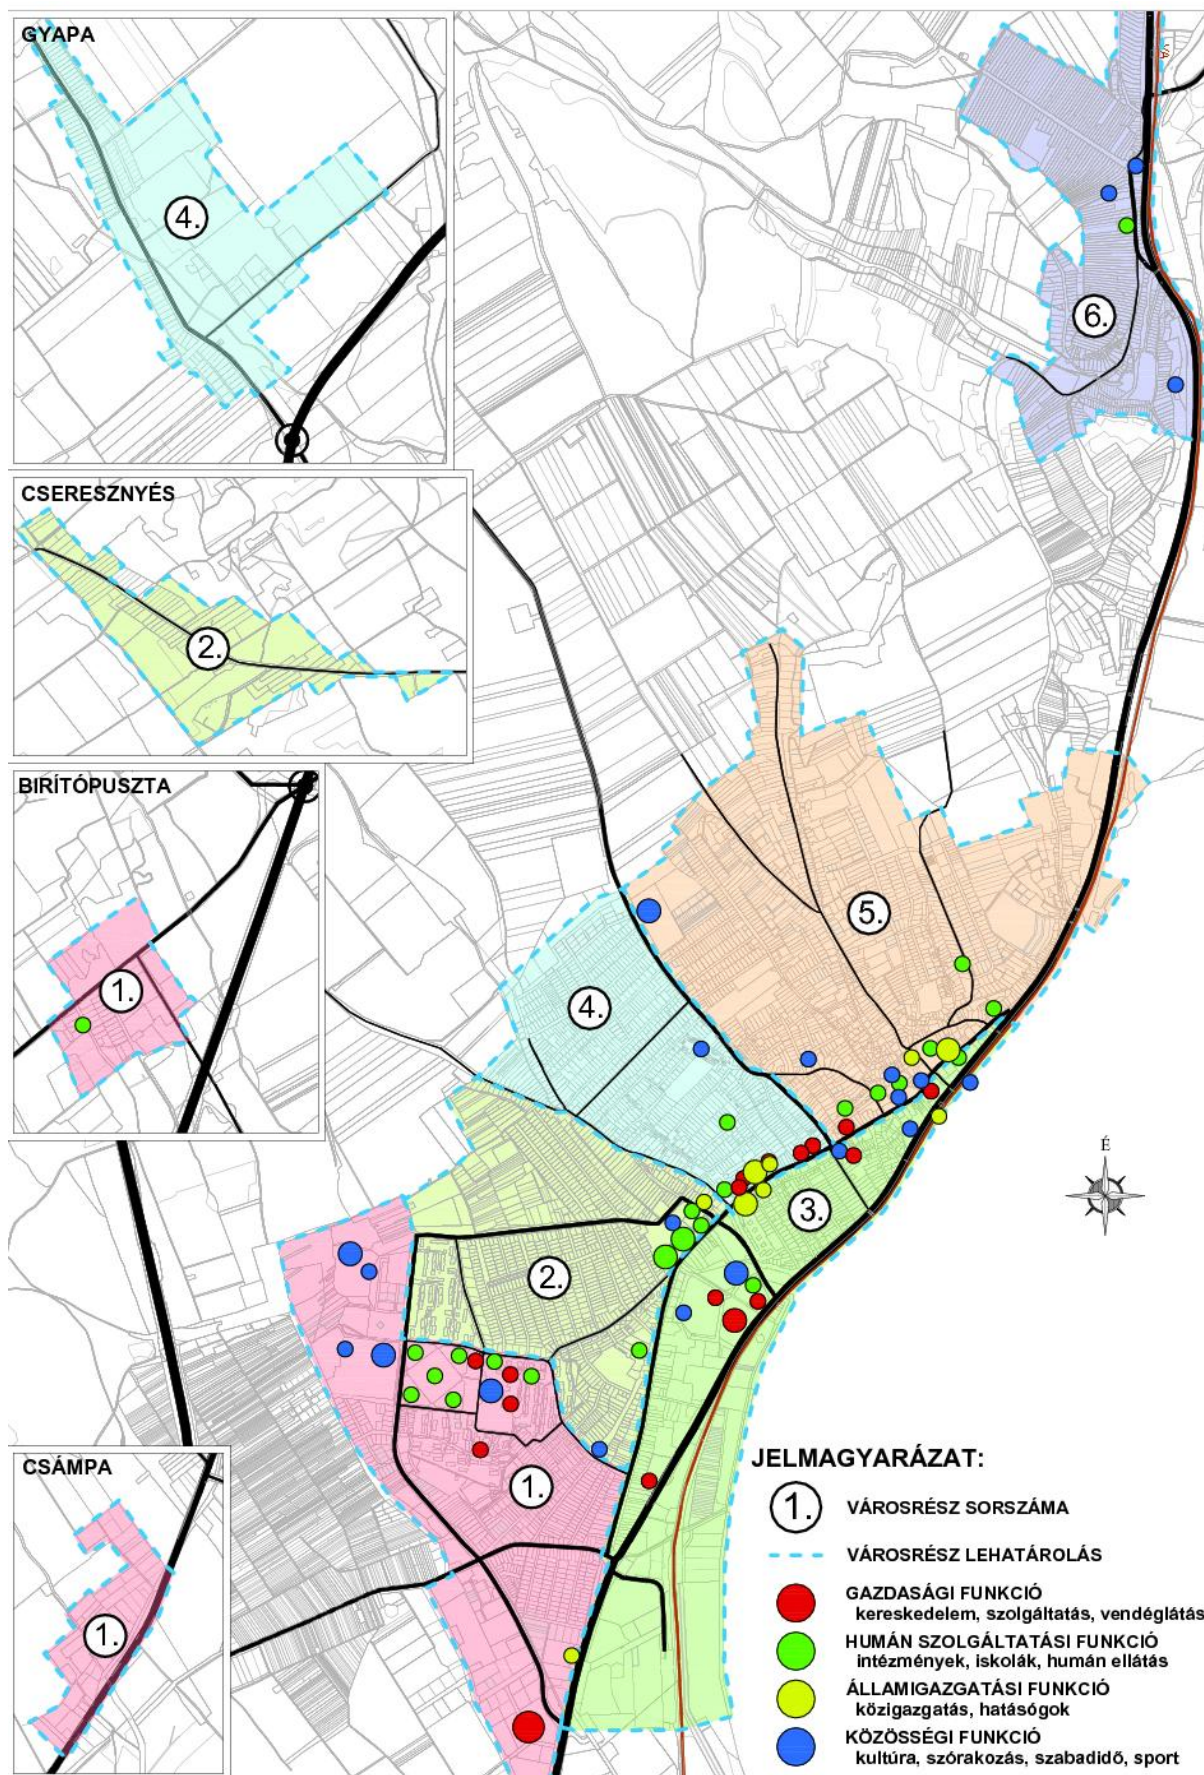 GYAPA
4.
6.
CSERESZNYÉS
2.
BIRÍTÓPUSZTA
1.
5.
4.
É
3.
2.
1.
CSÁMPA
1.
JELMAGYARÁZAT:
1. VÁROSRÉSZ SORSZÁMA
VÁROSRÉSZ LEHATÁROLÁS
GAZDASÁGI FUNKCIÓ
kereskedelem, szolgáltatás, vendéglátás
HUMÁN SZOLGÁLTATÁSI FUNKCIÓ
intézmények, iskolák, humán ellátás
ÁLLAMIGAZGATÁSI FUNKCIÓ
közigazgatás, hatásógok
KÖZÖSSÉGI FUNKCIÓ
kultúra, szórakozás, szabadidő, sport